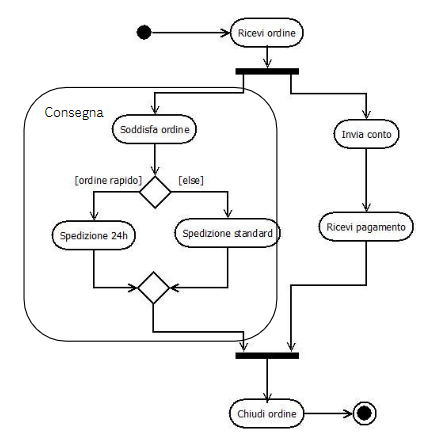 Ricevi ordine
Consegna
Soddisfa ordine
Invia conto
[ordine rapido]
[else]
Spedizione 24h
Spedizione standard
Ricevi pagamento
Chiudi ordine